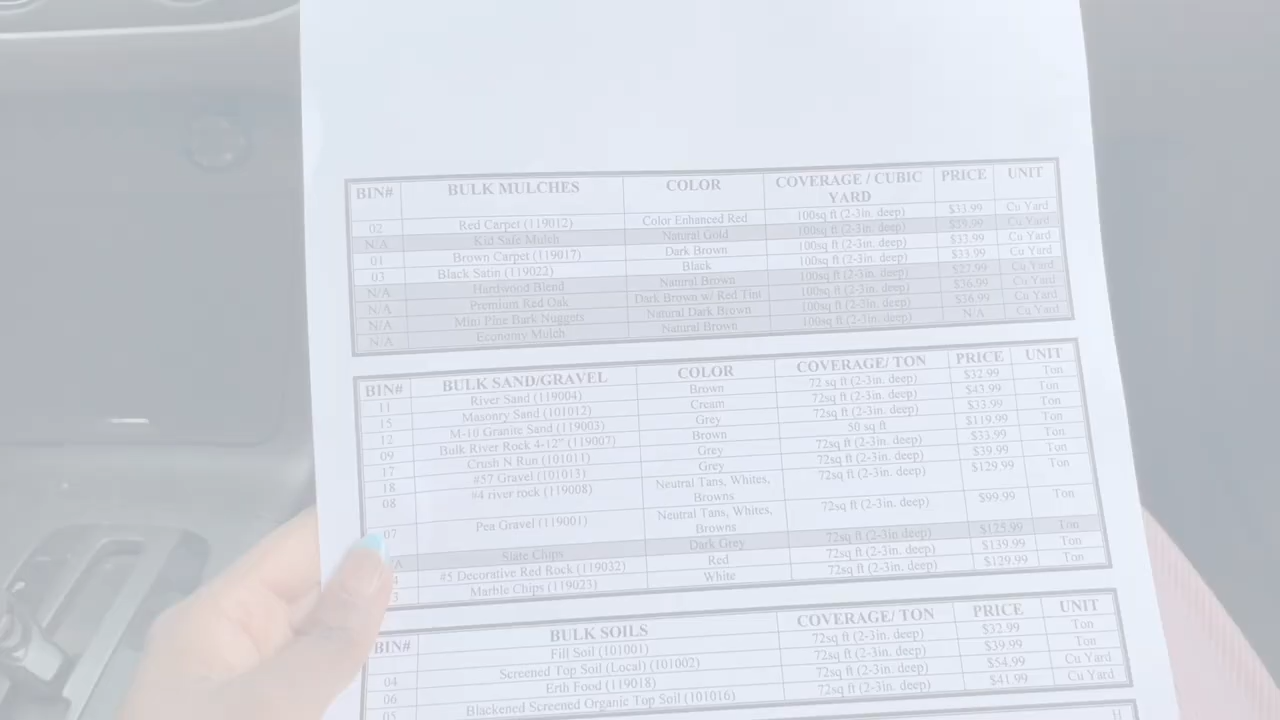 BIN# BULK MULCHES COLOR COVERAGE / CUBIC YARD PRICE UNIT
02 Red Carpet (119012) Color Enhanced Red 100sq ft (2-3in. deep) $33.99 Cu Yard
N/A Kid Safe Mulch Natural Gold 100sq ft (2-3in. deep) Cu Yard
01 Brown Carpet (119017) Dark Brown 100sq ft (2-3in. deep) $33.99 Cu Yard
03 Black Satin (119022) Black 100sq ft (2-3in. deep) $33.99 Cu Yard
N/A Hardwood Blend Natural Brown 100sq ft (2-3in. deep) $27.99 Cu Yard
N/A Premium Red Oak Dark Brown w/ Red Tint 100sq ft (2-3in. deep) $36.99 Cu Yard
N/A Mini Pine Bark Nuggets Natural Dark Brown 100sq ft (2-3in. deep) $36.99 Cu Yard
N/A Economy Mulch Natural Brown 100sq ft (2-3in. deep) N/A Cu Yard
BIN# BULK SAND/GRAVEL COLOR COVERAGE/ TON PRICE UNIT
11 River Sand (119004) Brown 72 sq ft (2-3in. deep) $32.99 Ton
15 Masonry Sand (101012) Cream 72sq ft (2-3in. deep) $43.99 Ton
12 M-10 Granite Sand (119003) Grey 72sq ft (2-3in. deep) $33.99 Ton
09 Bulk River Rock 4-12" (119007) Brown 50 sq ft $119.99 Ton
17 Crush N Run (101011) Grey 72sq ft (2-3in. deep) $33.99 Ton
18 #57 Gravel (101013) Grey 72sq ft (2-3in. deep) $39.99 Ton
08 #4 river rock (119008) Neutral Tans, Whites, Browns 72sq ft (2-3in. deep) $129.99 Ton
07 Pea Gravel (119001) Neutral Tans, Whites, Browns 72sq ft (2-3in. deep) $99.99 Ton
Slate Chips Dark Grey 72sq ft (2-3in. deep) $125.99 Ton
#5 Decorative Red Rock (119032) Red 72sq ft (2-3in. deep) $139.99 Ton
Marble Chips (119023) White 72sq ft (2-3in. deep) $129.99 Ton
BIN# BULK SOILS COVERAGE/ TON PRICE UNIT
Fill Soil (101001) 72sq ft (2-3in. deep) $32.99 Ton
04 Screened Top Soil (Local) (101002) 72sq ft (2-3in. deep) $39.99 Ton
06 Erth Food (119018) 72sq ft (2-3in. deep) $54.99 Cu Yard
05 Blackened Screened Organic Top Soil (101016) 72sq ft (2-3in. deep) $41.99 Cu Yard